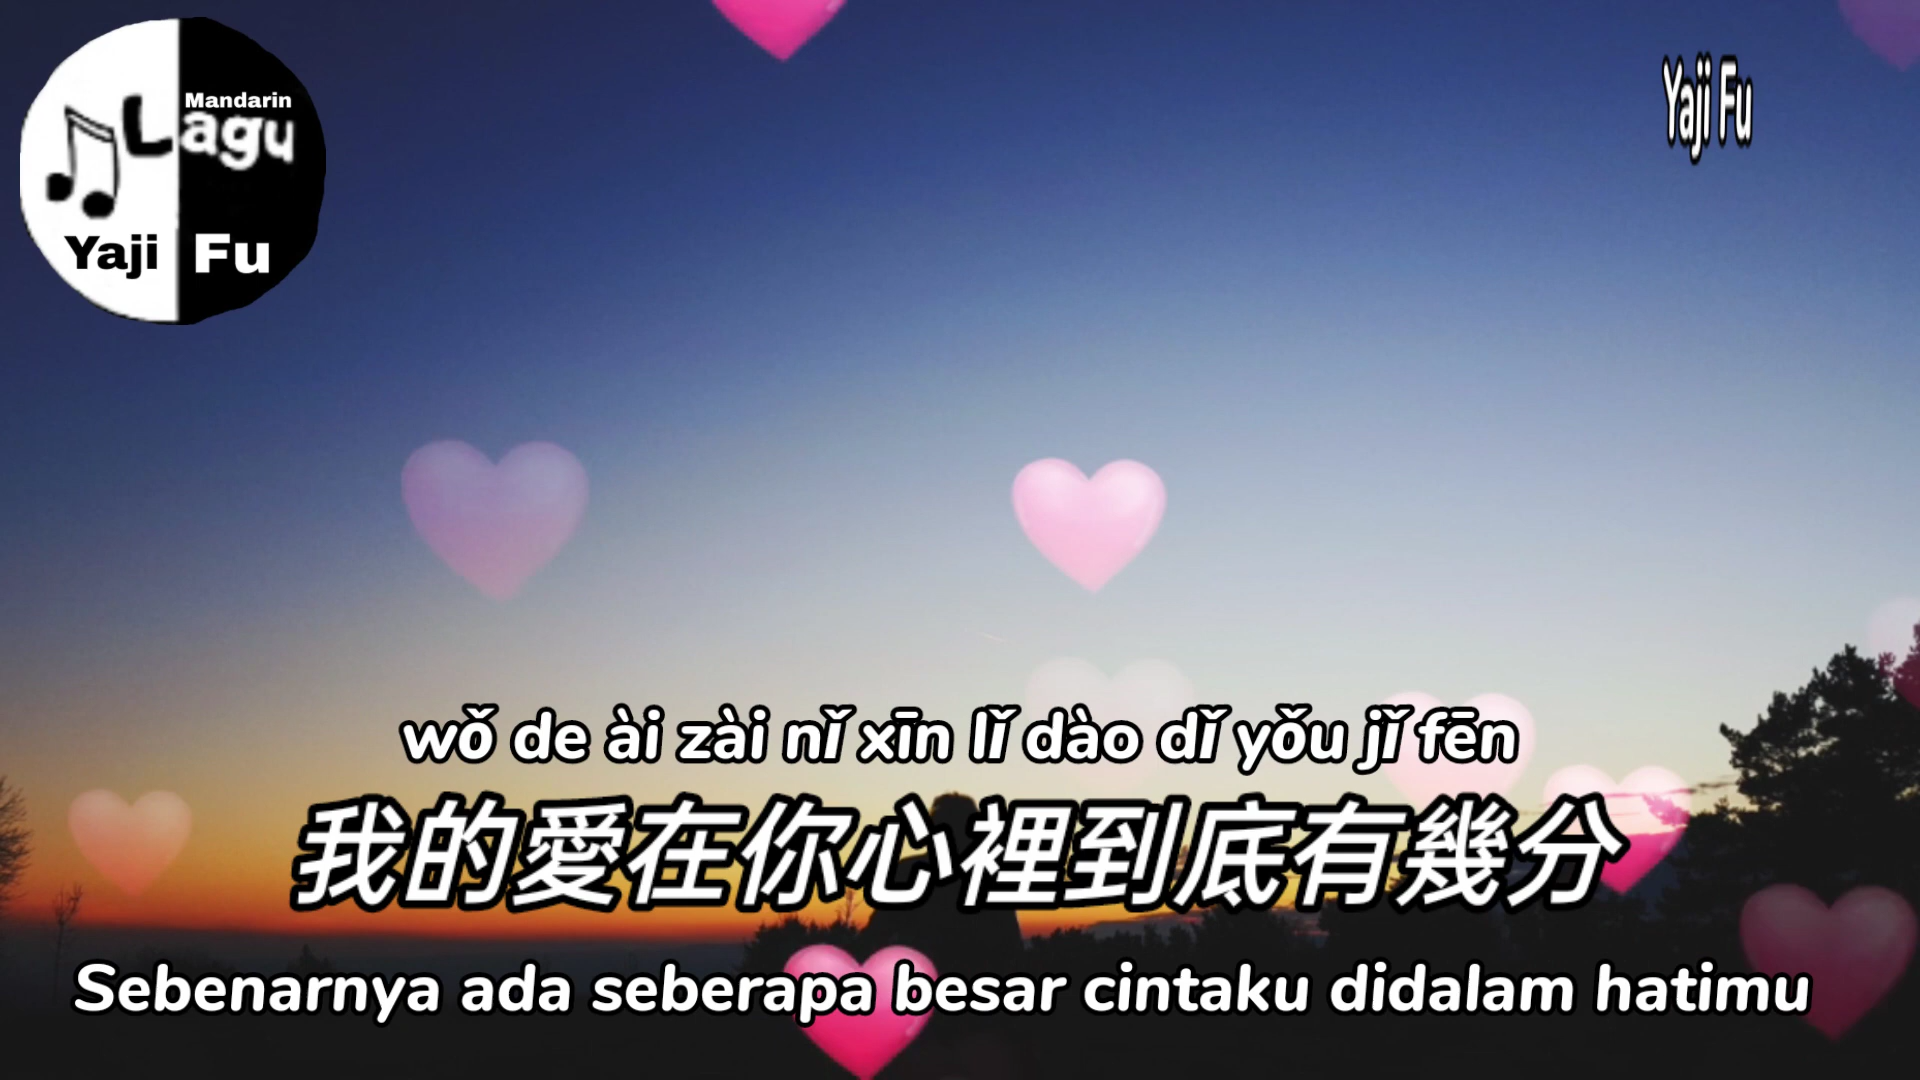 Mandarin
Lagu
Yaji Fu
Yaji Fu
wǒ de ài zài nǐ xīn lǐ dào dǐ yǒu jǐ fēn
我的愛在你心裡到底有幾分
Sebenarnya ada seberapa besar cintaku didalam hatimu